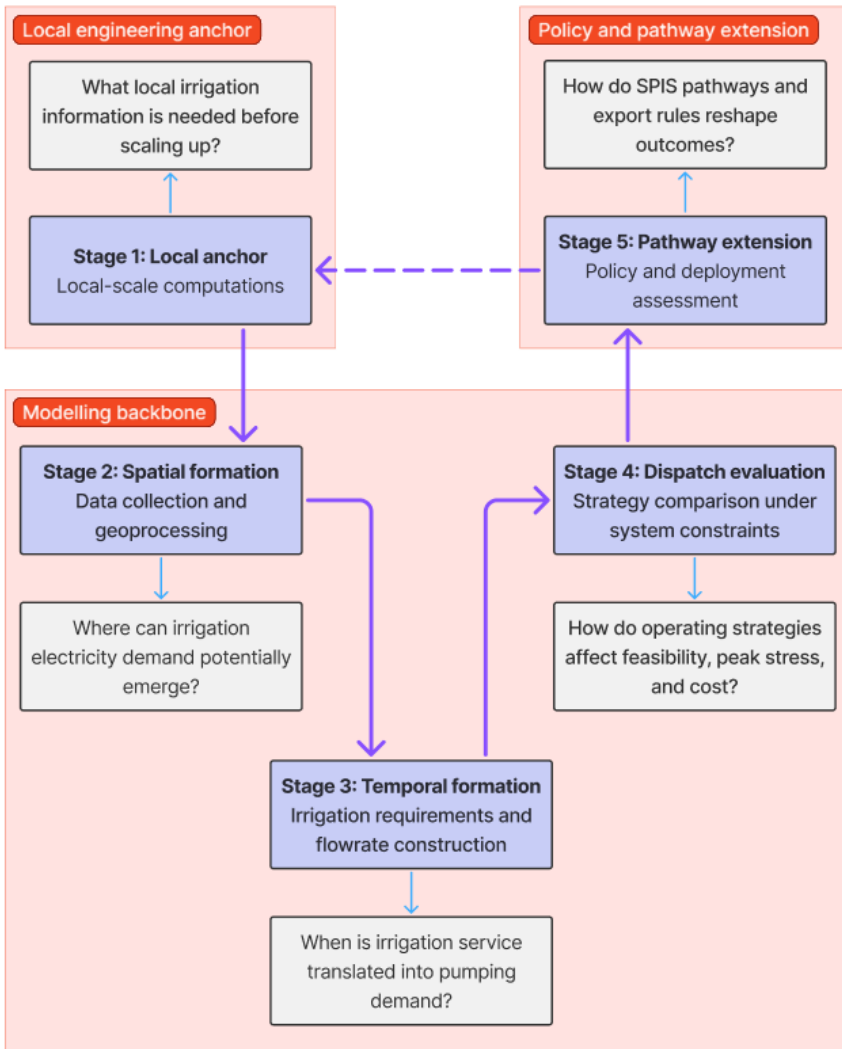 Local engineering anchor
What local irrigation
information is needed before
scaling up?
Stage 1: Local anchor
Local-scale computations
Policy and pathway extension
How do SPIS pathways and
export rules reshape
outcomes?
Stage 5: Pathway extension
Policy and deployment
assessment
Modelling backbone
Stage 2: Spatial formation
Data collection and
geoprocessing
Where can irrigation
electricity demand potentially
emerge?
Stage 4: Dispatch evaluation
Strategy comparison under
system constraints
How do operating strategies
affect feasibility, peak stress,
and cost?
Stage 3: Temporal formation
Irrigation requirements and
flowrate construction
When is irrigation service
translated into pumping
demand?